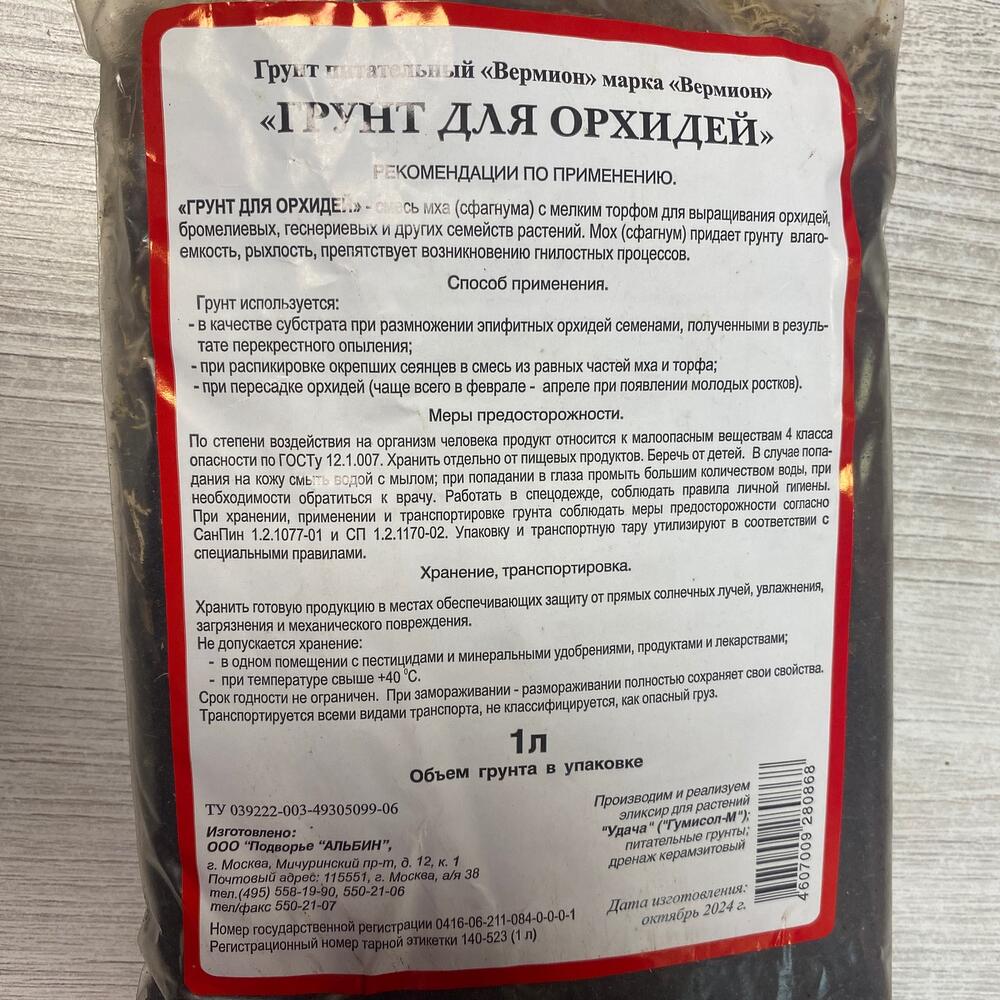 Грунт питательный «Вермион» марка «Вермион»
«ГРУНТ ДЛЯ ОРХИДЕЙ»
РЕКОМЕНДАЦИИ ПО ПРИМЕНЕНИЮ.
«ГРУНТ ДЛЯ ОРХИДЕЙ» - смесь мха (сфагнума) с мелким торфом для выращивания орхидей,
бромелиевых, геснериевых и других семейств растений. Мох (сфагнум) придает грунту влаго-
емкость, рыхлость, препятствует возникновению гнилостных процессов.
Способ применения.
Грунт используется:
- в качестве субстрата при размножении эпифитных орхидей семенами, полученными в резуль-
тате перекрестного опыления;
- при распикировке окрепших сеянцев в смесь из равных частей мха и торфа;
- при пересадке орхидей (чаще всего в феврале - апреле при появлении молодых ростков).
Меры предосторожности.
По степени воздействия на организм человека продукт относится к малоопасным веществам 4 класса
опасности по ГОСТу 12.1.007. Хранить отдельно от пищевых продуктов. Беречь от детей. В случае попа-
дания на кожу смыть водой с мылом; при попадании в глаза промыть большим количеством воды, при
необходимости обратиться к врачу. Работать в спецодежде, соблюдать правила личной гигиены.
При хранении, применении и транспортировке грунта соблюдать меры предосторожности согласно
СанПин 1.2.1077-01 и СП 1.2.1170-02. Упаковку и транспортную тару утилизируют в соответствии с
специальными правилами.
Хранение, транспортировка.
Хранить готовую продукцию в местах обеспечивающих защиту от прямых солнечных лучей, увлажнения,
загрязнения и механического повреждения.
Не допускается хранение:
- в одном помещении с пестицидами и минеральными удобрениями, продуктами и лекарствами;
- при температуре свыше +40 °С.
Срок годности не ограничен. При замораживании - размораживании полностью сохраняет свои свойства.
Транспортируется всеми видами транспорта, не классифицируется, как опасный груз.
1л
Объем грунта в упаковке
ТУ 039222-003-49305099-06
Изготовлено:
ООО "Подворье "АЛЬБИН",
г. Москва, Мичуринский пр-т, д. 12, к. 1
Почтовый адрес: 115551, г. Москва, а/я 38
тел.(495) 558-19-90, 550-21-06
тел/факс 550-21-07
Номер государственной регистрации 0416-06-211-084-0-0-0-1
Регистрационный номер тарной этикетки 140-523 (1 л)
Производим и реализуем
эликсир для растений
"Удача" ("Гумисол-М");
питательные грунты;
дренаж керамзитовый
Дата изготовления:
октябрь 2024 г.
4607009 280868